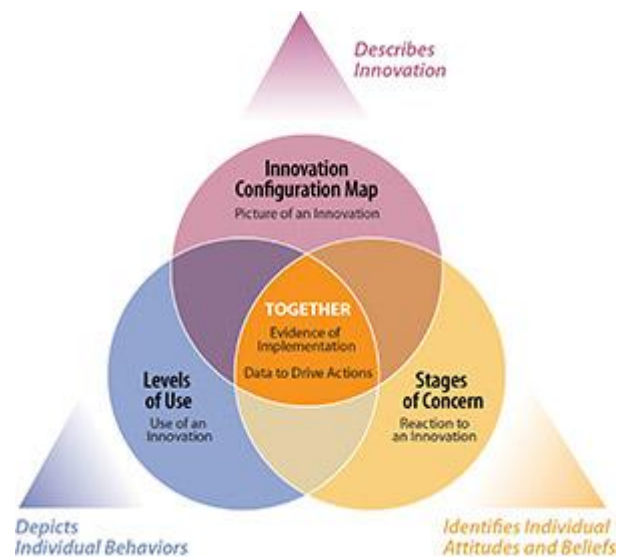 Describes
Innovation
Innovation
Configuration Map
Picture of an Innovation
TOGETHER
Evidence of
Implementation
Data to Drive Actions
Levels
of Use
Use of an
Innovation
Stages
of Concern
Reaction to
an Innovation
Depicts
Individual Behaviors
Identifies Individual
Attitudes and Beliefs